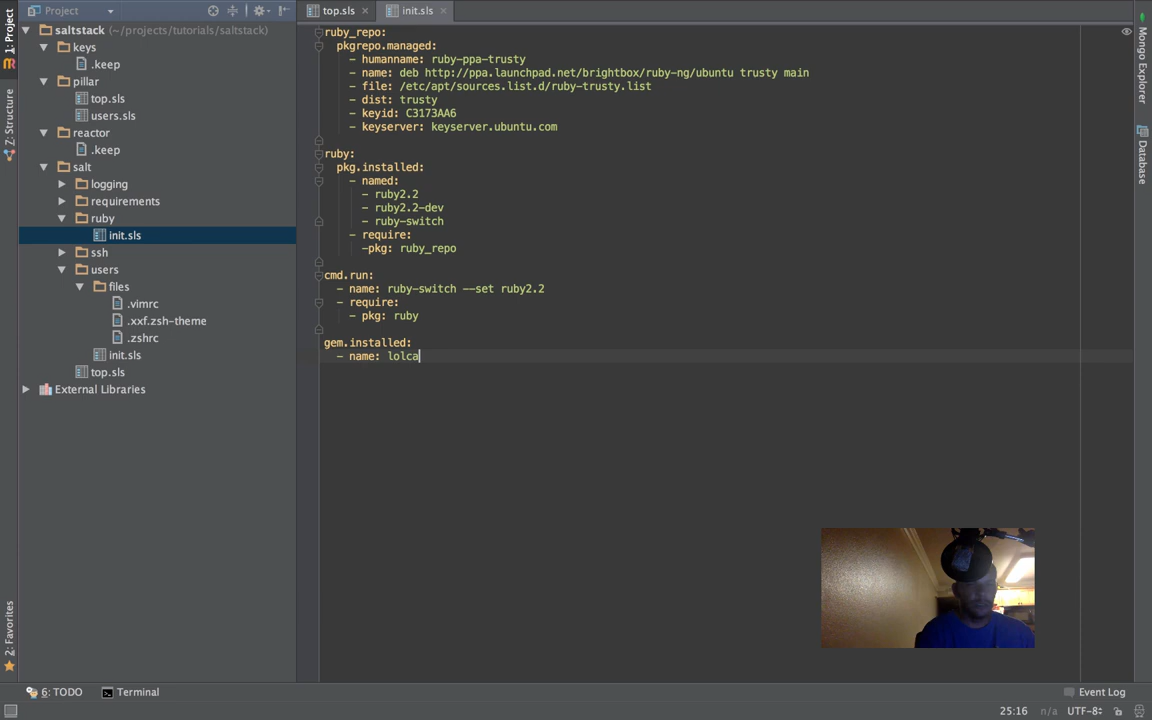 Project
top.sls
init.sls
saltstack (~/projects/tutorials/saltstack)
keys
.keep
pillar
top.sls
users.sls
reactor
.keep
salt
logging
requirements
ruby
init.sls
ssh
users
files
.vimrc
.xxf.zsh-theme
.zshrc
init.sls
top.sls
External Libraries
1: Project
Z: Structure
2: Favorites
ruby_repo:
pkgrepo.managed:
- humanname: ruby-ppa-trusty
- name: deb http://ppa.launchpad.net/brightbox/ruby-ng/ubuntu trusty main
- file: /etc/apt/sources.list.d/ruby-trusty.list
- dist: trusty
- keyid: C3173AA6
- keyserver: keyserver.ubuntu.com
ruby:
pkg.installed:
- named:
- ruby2.2
- ruby2.2-dev
- ruby-switch
- require:
-pkg: ruby_repo
cmd.run:
- name: ruby-switch --set ruby2.2
- require:
- pkg: ruby
gem.installed:
- name: lolca
Mongo Explorer
Database
6: TODO
Terminal
Event Log
25:16
n/a
UTF-8